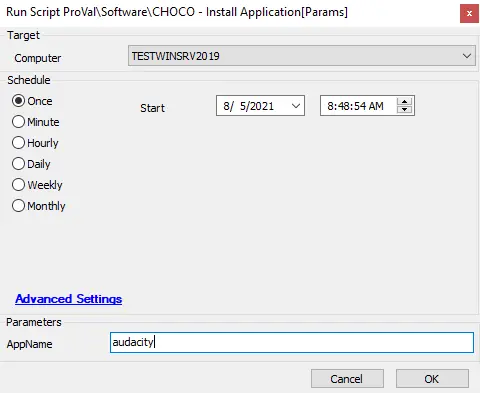 Run Script ProVal\Software\CHOCO - Install Application[Params]
x
Target
Computer
TESTWINSRV2019
Schedule
Once
Start
8/ 5/2021
8:48:54 AM
Minute
Hourly
Daily
Weekly
Monthly
Advanced Settings
Parameters
AppName
audacity
Cancel
OK